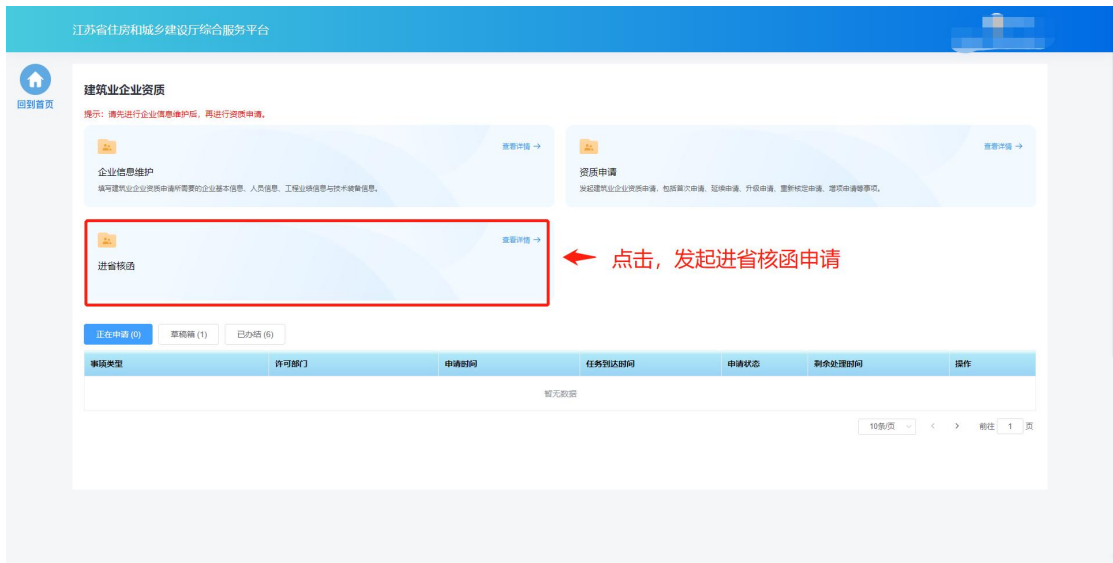 江苏省住房和城乡建设厅综合服务平台
回到首页
建筑业企业资质
提示：请先进行企业信息维护后，再进行资质申请。
查看详情 →
企业信息维护
填写建筑业企业资质申请所需要的企业基本信息、人员信息、工程业绩信息与技术装备信息。
查看详情 →
资质申请
发起建筑业企业资质申请，包括首次申请、延续申请、升级申请、重新核定申请、增项申请等事项。
查看详情 →
进省核函
点击，发起进省核函申请
正在申请 (0) 草稿箱 (1) 已办结 (6)
事项类型 许可部门 申请时间 任务到达时间 申请状态 剩余处理时间 操作
暂无数据
10条/页 < > 前往 1 页